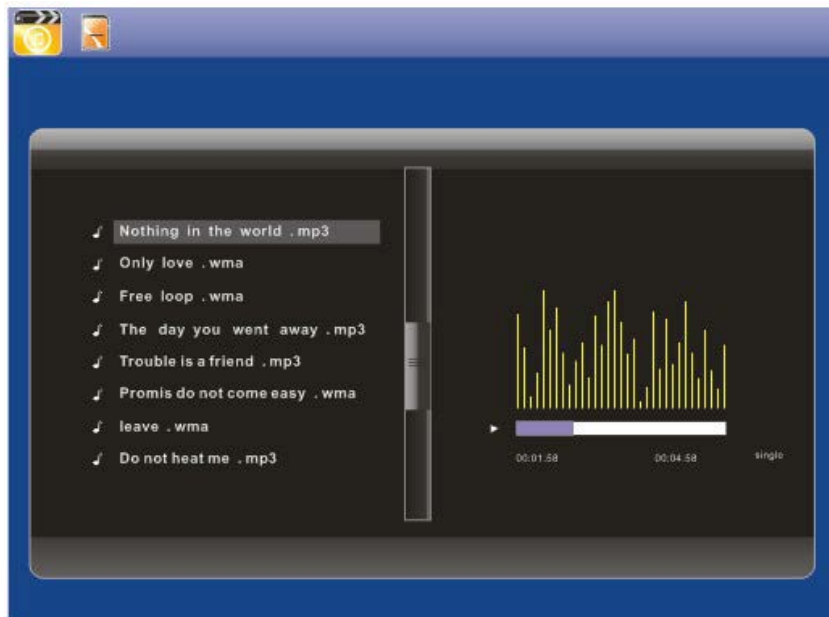 Nothing in the world .mp3
Only love .wma
Free loop .wma
The day you went away .mp3
Trouble is a friend .mp3
Promis do not come easy .wma
leave .wma
Do not heat me .mp3
00:01.58
00:04.58
single